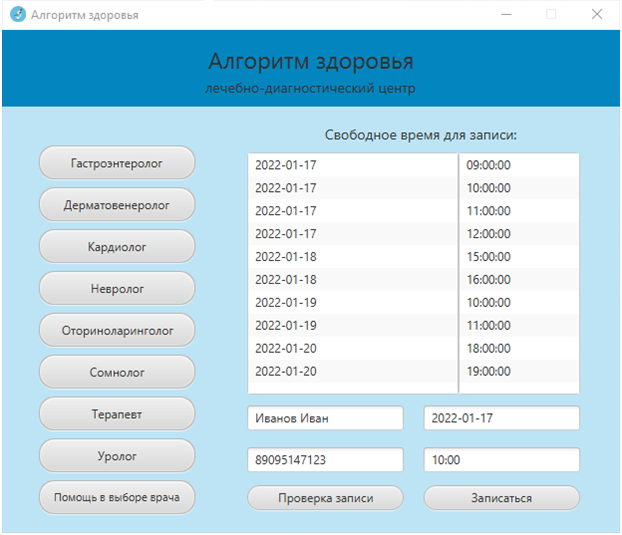 Алгоритм здоровья
Алгоритм здоровья
лечебно-диагностический центр
Гастроэнтеролог
Дерматовенеролог
Кардиолог
Невролог
Оториноларинголог
Сомнолог
Терапевт
Уролог
Помощь в выборе врача
Свободное время для записи:
2022-01-17 09:00:00
2022-01-17 10:00:00
2022-01-17 11:00:00
2022-01-17 12:00:00
2022-01-18 15:00:00
2022-01-18 16:00:00
2022-01-19 10:00:00
2022-01-19 11:00:00
2022-01-20 18:00:00
2022-01-20 19:00:00
Иванов Иван 2022-01-17
89095147123 10:00
Проверка записи Записаться